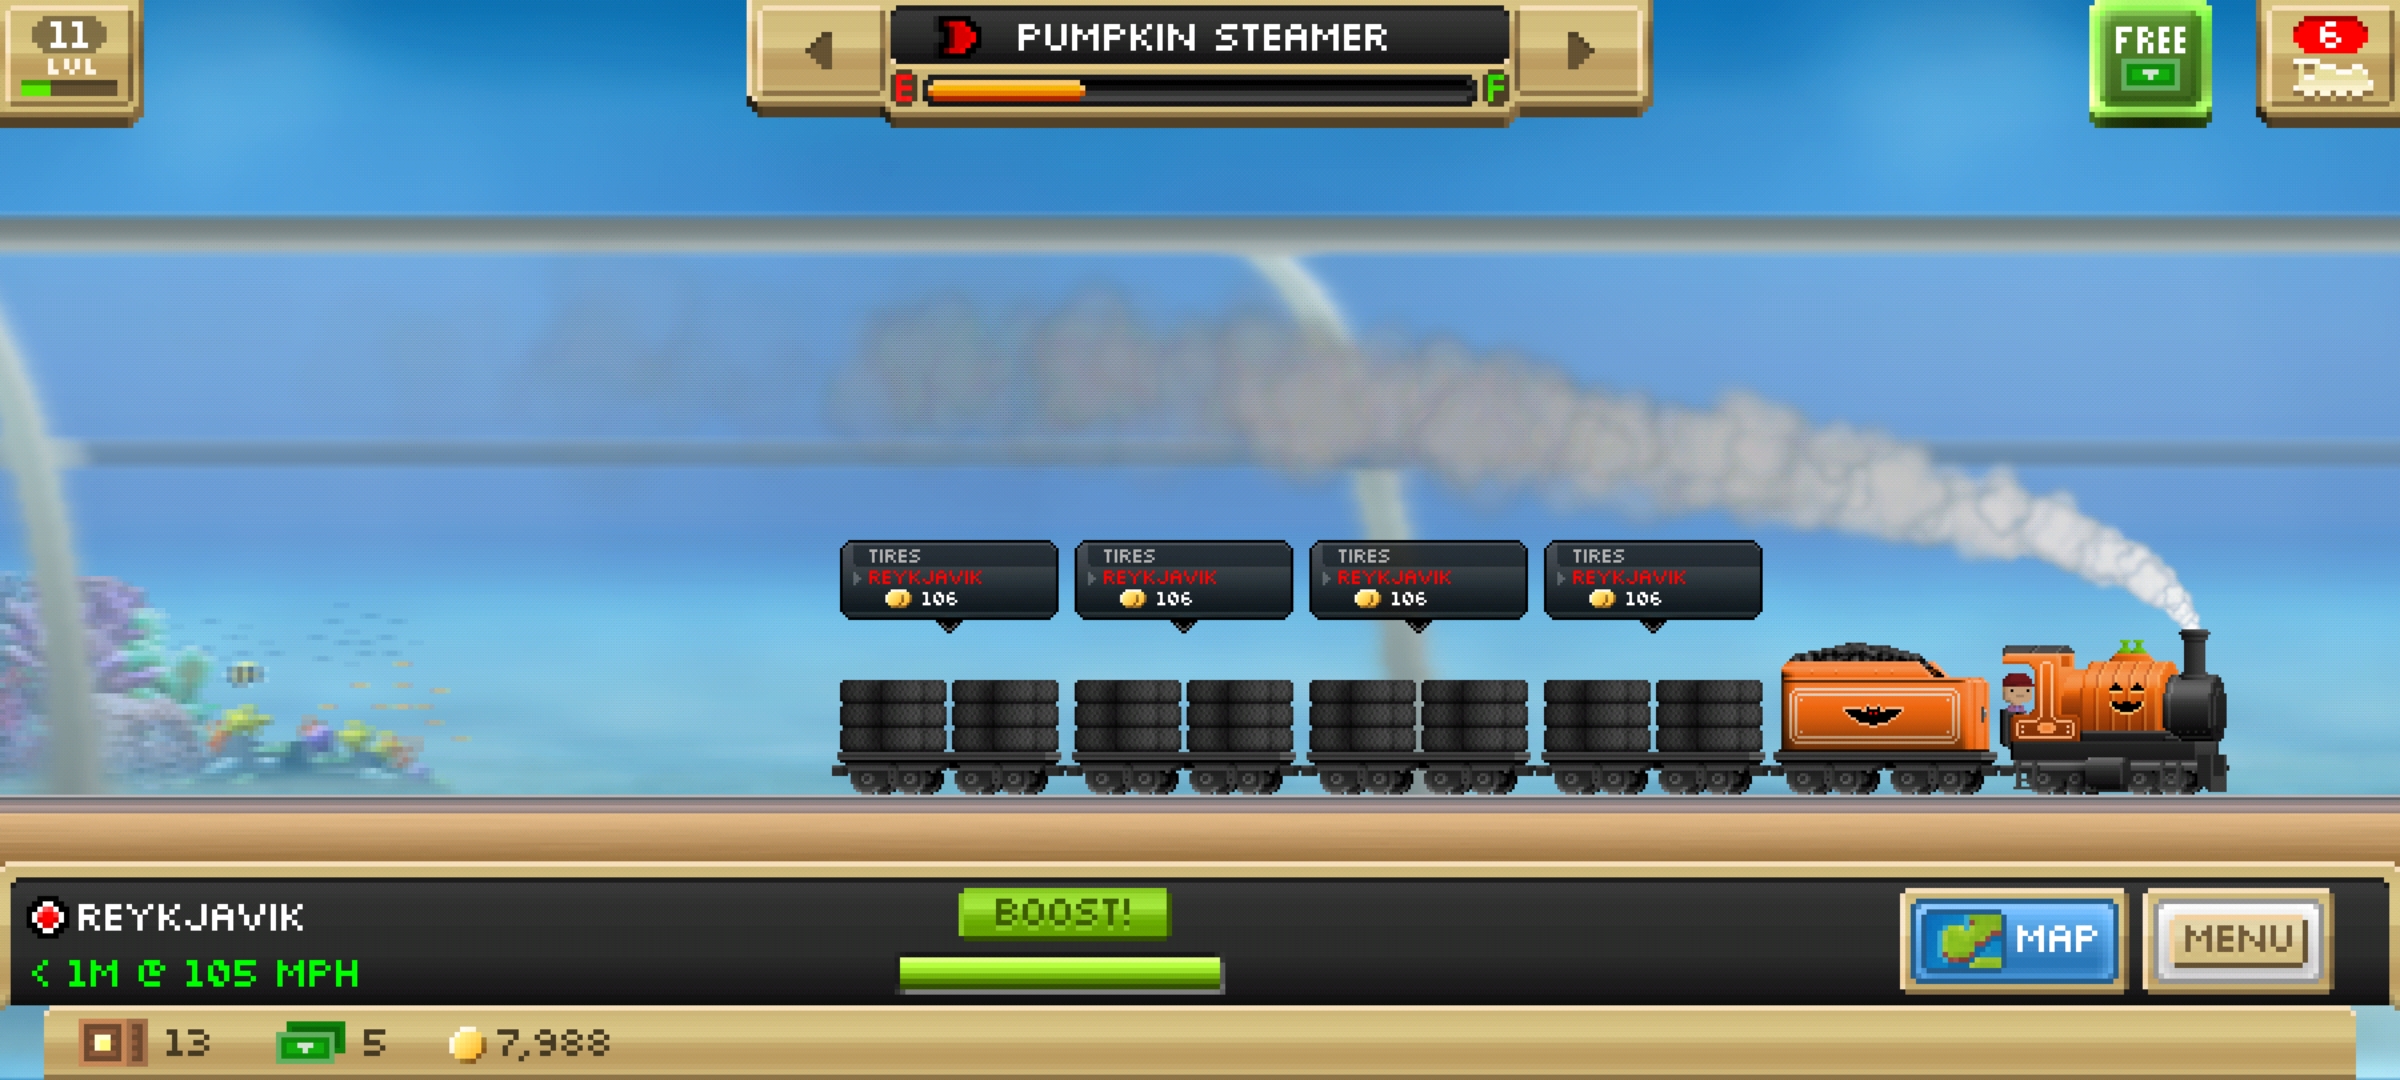 11
LVL
PUMPKIN STEAMER
E F
FREE
6
TIRES
REYKJAVIK
106
TIRES
REYKJAVIK
106
TIRES
REYKJAVIK
106
TIRES
REYKJAVIK
106
REYKJAVIK
< 1M @ 105 MPH
BOOST!
MAP
MENU
13
5
7,988